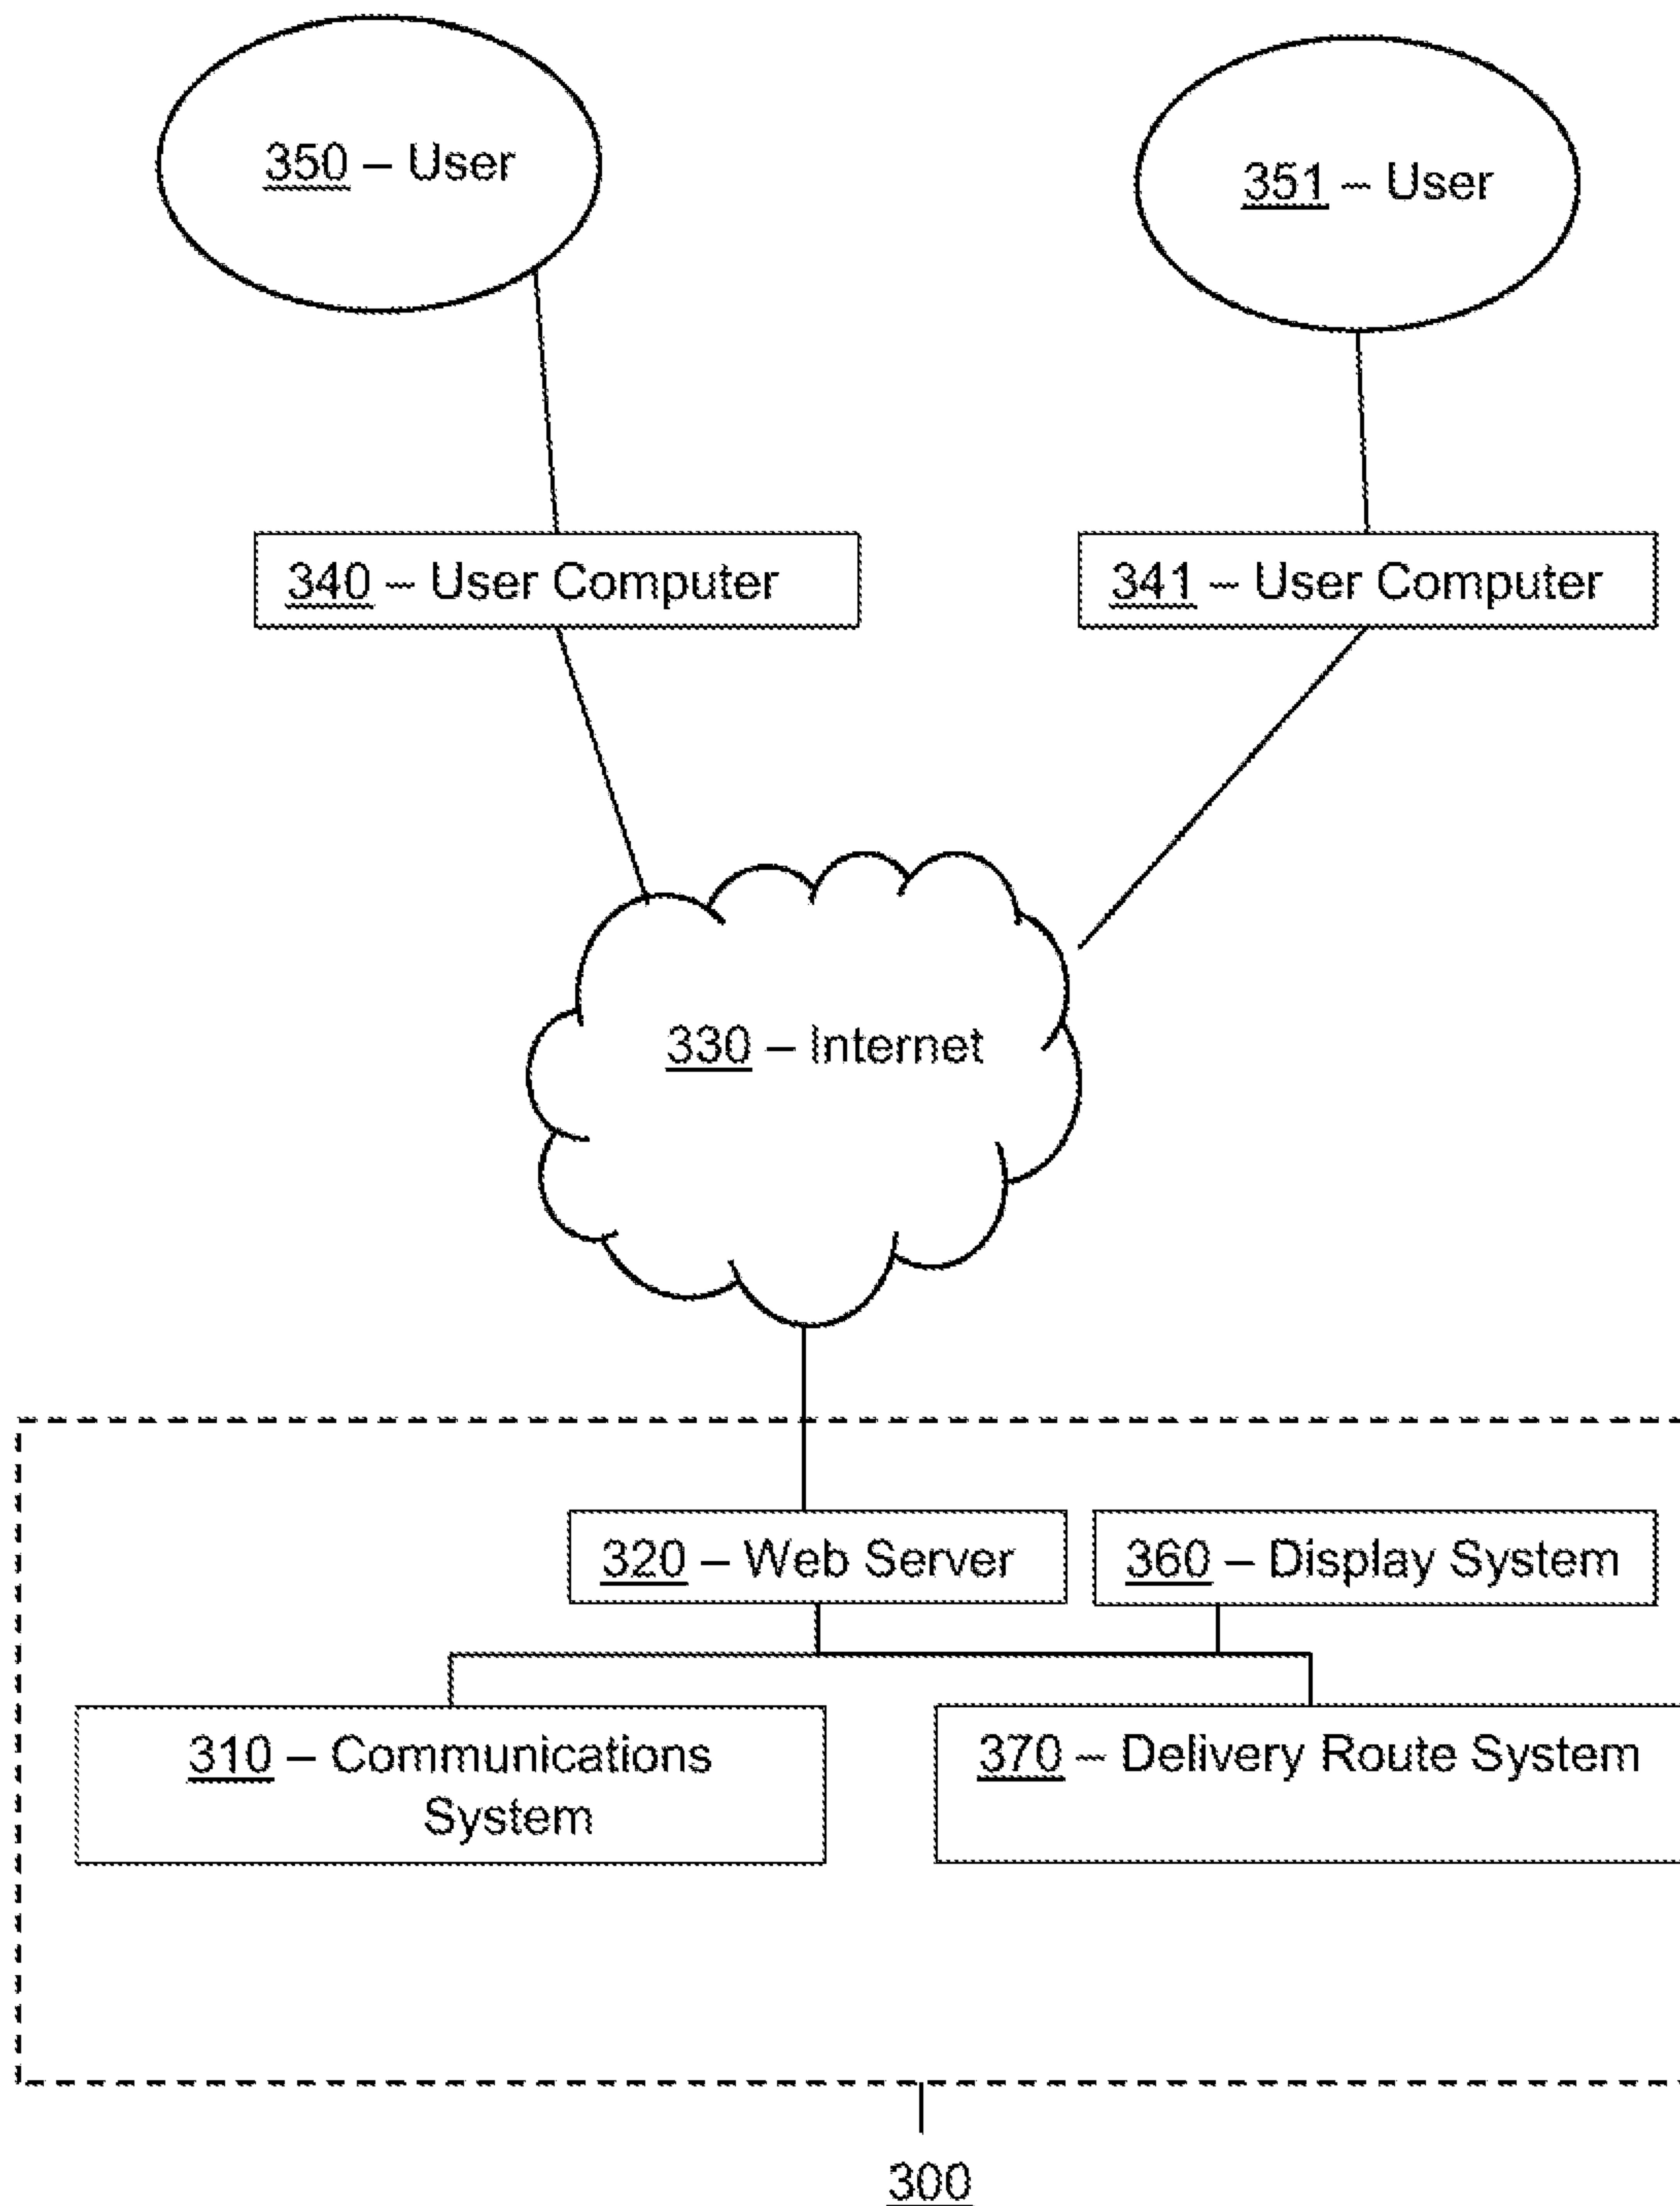 350 – User
351 – User
340 – User Computer
341 – User Computer
330 – Internet
320 – Web Server
360 – Display System
310 – Communications
System
370 – Delivery Route System
300